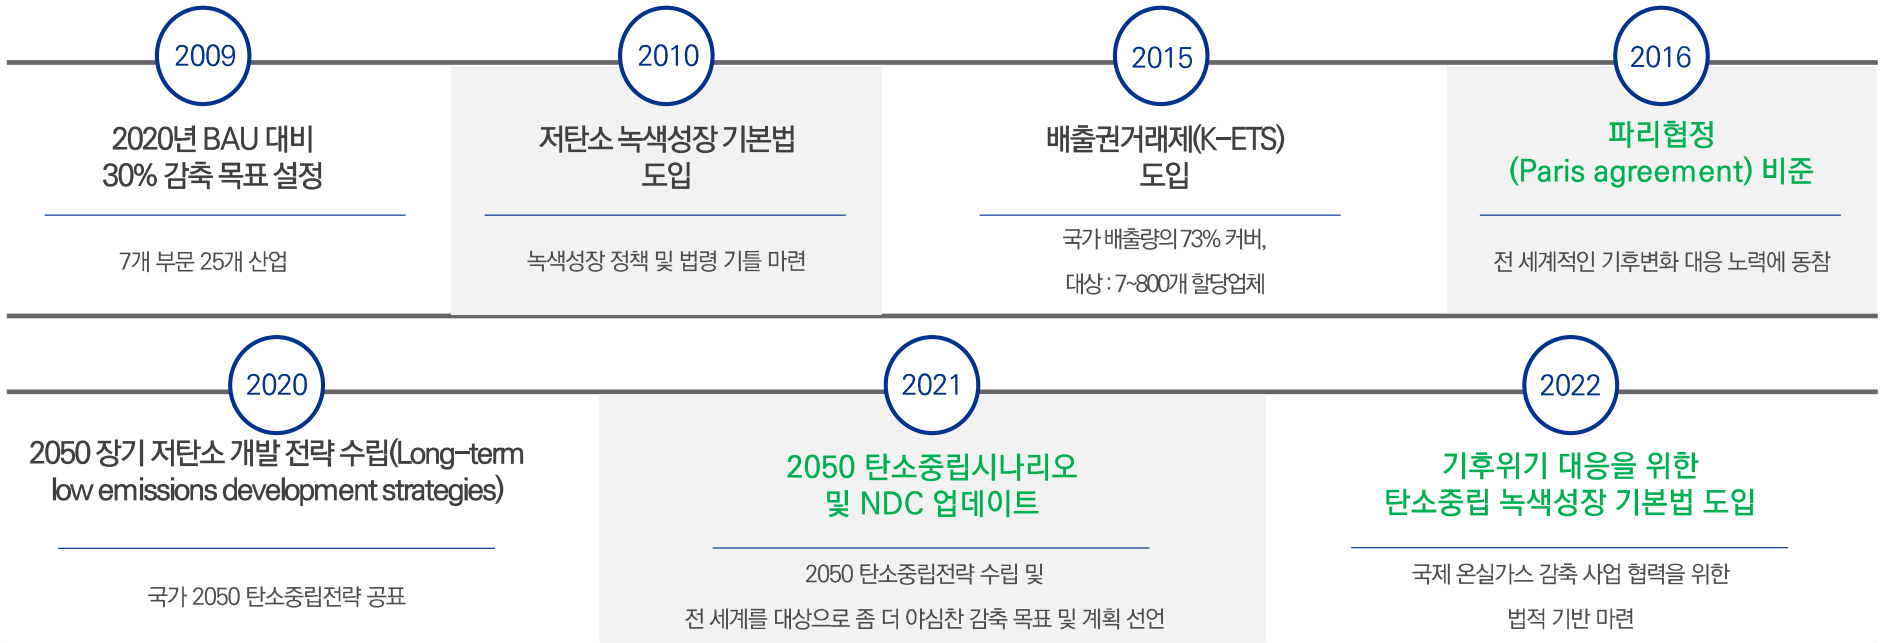 2009
2020년 BAU 대비
30% 감축 목표 설정
7개 부문 25개 산업
2010
저탄소 녹색성장 기본법
도입
녹색성장 정책 및 법령 기틀 마련
2015
배출권거래제(K-ETS)
도입
국가 배출량의 73% 커버,
대상 : 7~800개 할당업체
2016
파리협정
(Paris agreement) 비준
전 세계적인 기후변화 대응 노력에 동참
2020
2050 장기 저탄소 개발 전략 수립(Long-term
low emissions development strategies)
국가 2050 탄소중립전략 공표
2021
2050 탄소중립시나리오
및 NDC 업데이트
2050 탄소중립전략 수립 및
전 세계를 대상으로 좀 더 야심찬 감축 목표 및 계획 선언
2022
기후위기 대응을 위한
탄소중립 녹색성장 기본법 도입
국제 온실가스 감축 사업 협력을 위한
법적 기반 마련